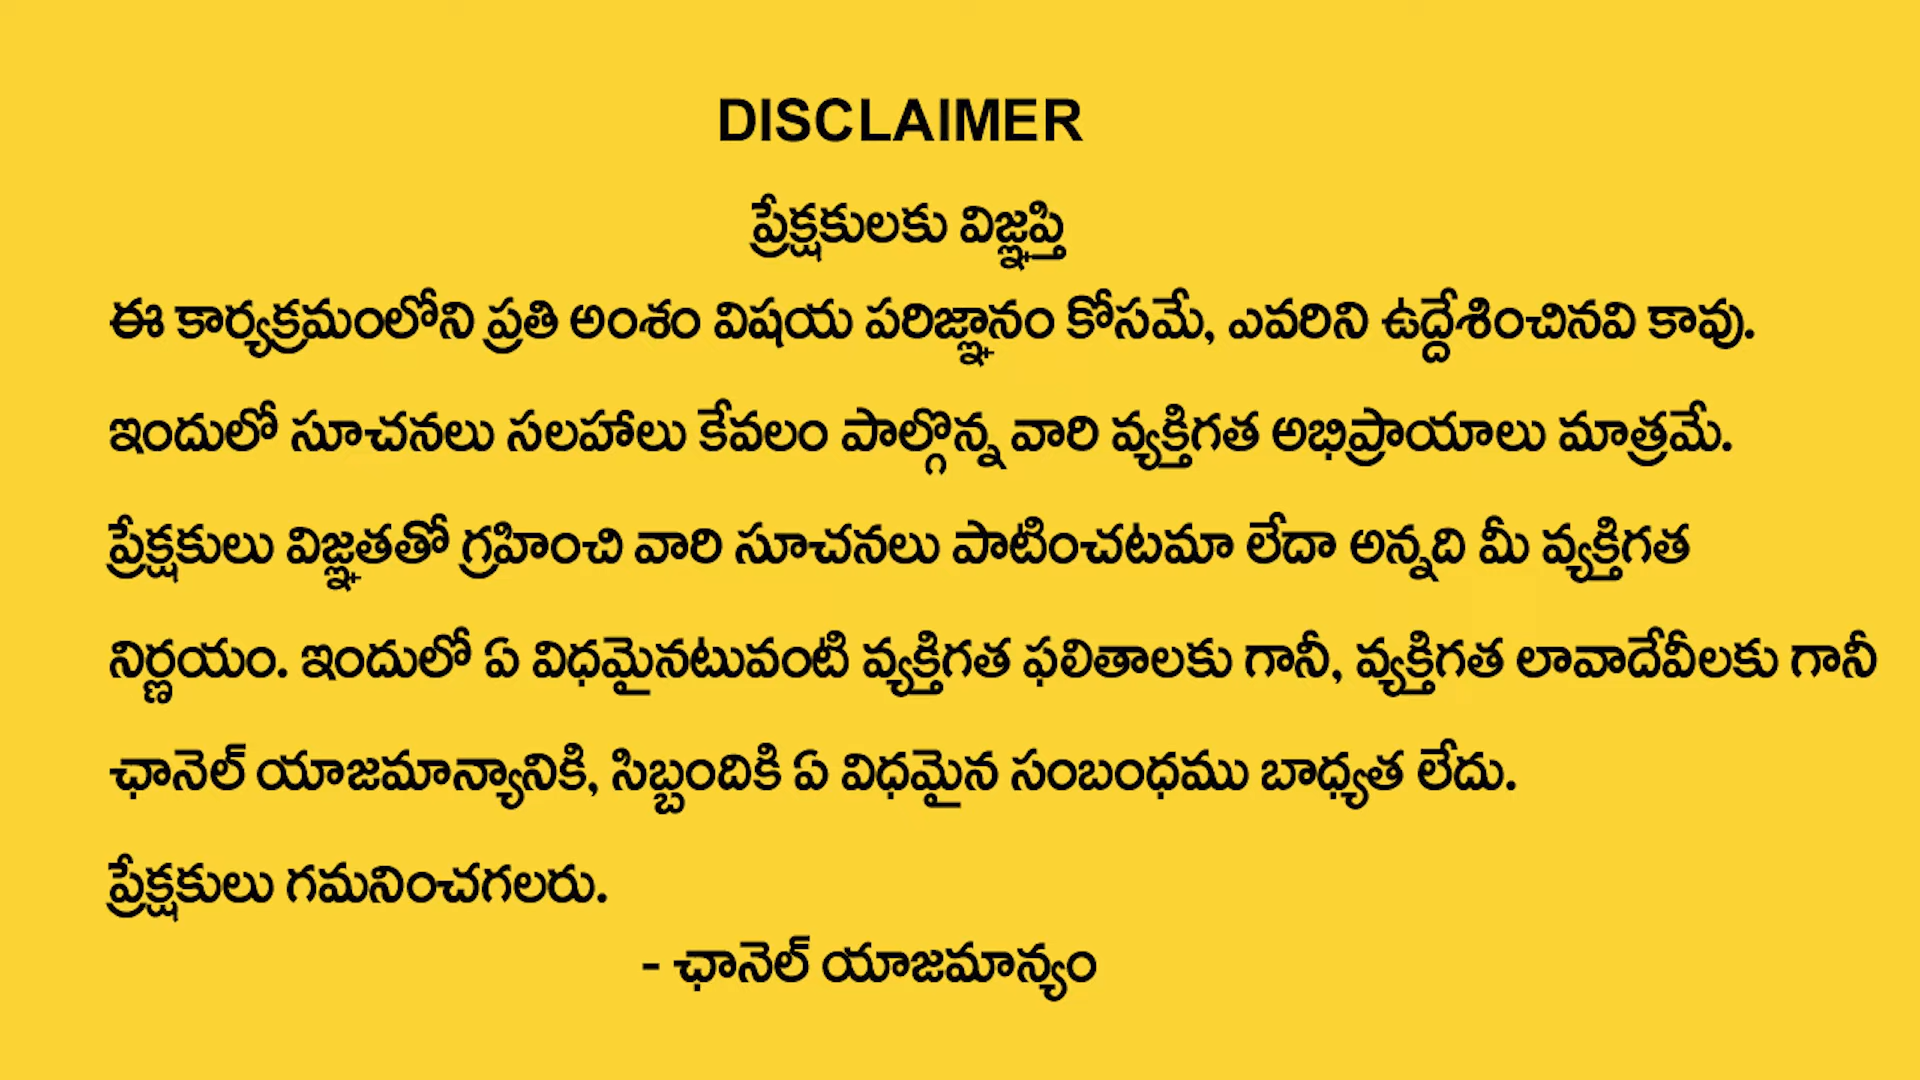 DISCLAIMER
ప్రేక్షకులకు విజ్ఞప్తి
ఈ కార్యక్రమంలోని ప్రతి అంశం విషయ పరిజ్ఞానం కోసమే, ఎవరిని ఉద్దేశించినవి కావు.
ఇందులో సూచనలు సలహాలు కేవలం పాల్గొన్న వారి వ్యక్తిగత అభిప్రాయాలు మాత్రమే.
ప్రేక్షకులు విజ్ఞతతో గ్రహించి వారి సూచనలు పాటించటమా లేదా అన్నది మీ వ్యక్తిగత
నిర్ణయం. ఇందులో ఏ విధమైనటువంటి వ్యక్తిగత ఫలితాలకు గానీ, వ్యక్తిగత లావాదేవీలకు గానీ
ఛానెల్ యాజమాన్యానికి, సిబ్బందికి ఏ విధమైన సంబంధము బాధ్యత లేదు.
ప్రేక్షకులు గమనించగలరు.
- ఛానెల్ యాజమాన్యం